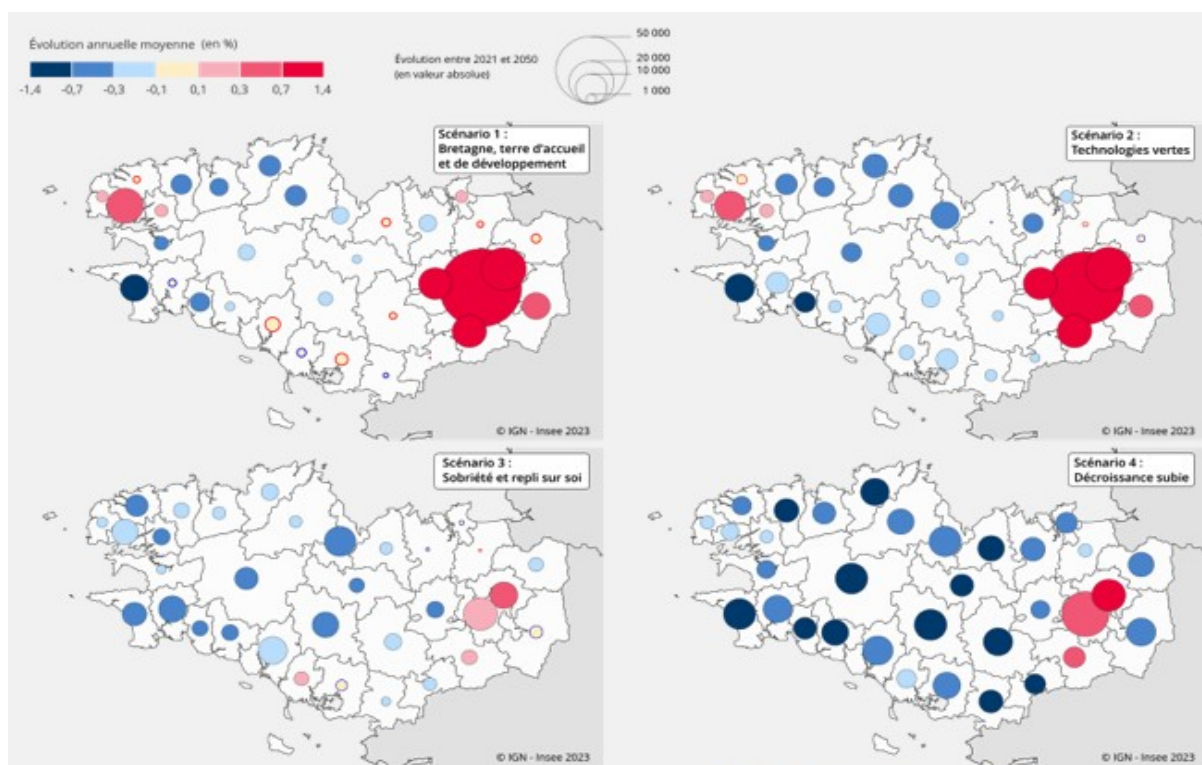 Évolution annuelle moyenne (en %)
-1,4 -0,7 -0,3 -0,1 0,1 0,3 0,7 1,4
Évolution entre 2021 et 2050
(en valeur absolue)
50 000
20 000
10 000
1 000
Scénario 1 :
Bretagne, terre d'accueil
et de développement
© IGN - Insee 2023
Scénario 2 :
Technologies vertes
© IGN - Insee 2023
Scénario 3 :
Sobriété et repli sur soi
© IGN - Insee 2023
Scénario 4 :
Décroissance subie
© IGN - Insee 2023